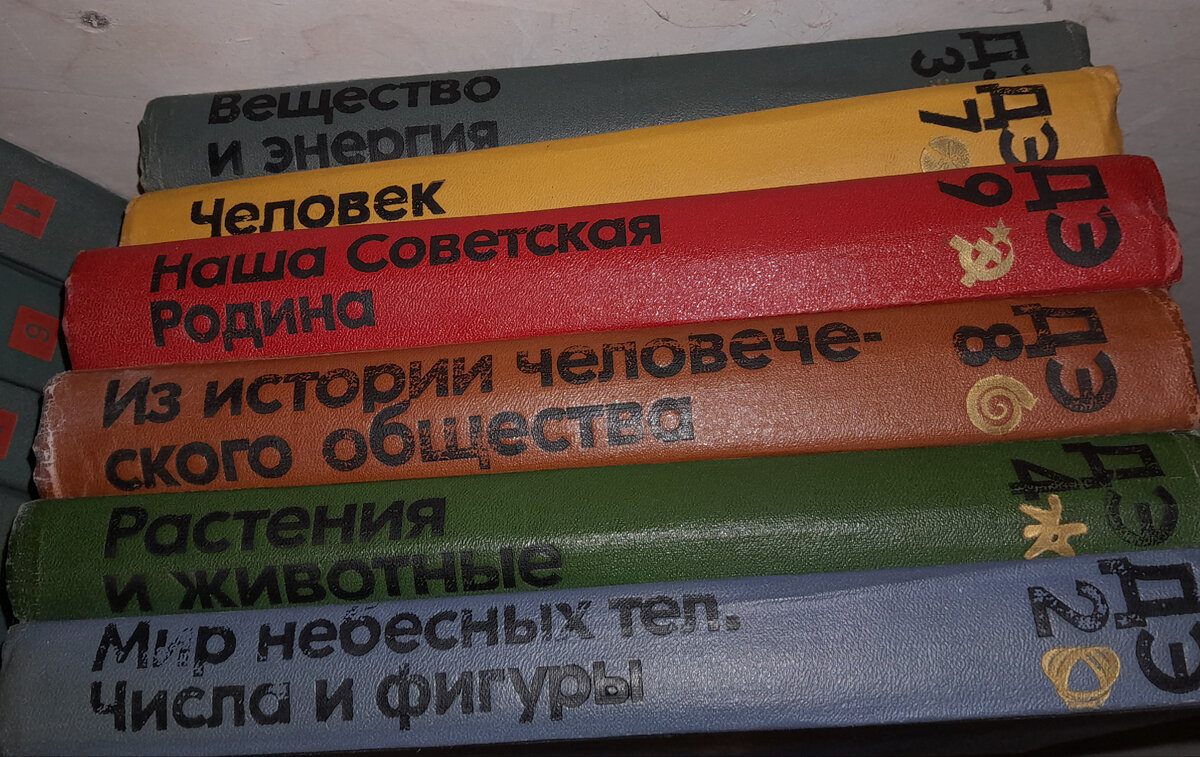 Вещество
и энергия
3
ДЭ
Человек
7
ДЭ
Наша Советская
Родина
9
ДЭ
Из истории человече-
ского общества
8
ДЭ
Растения
и животные
4
ДЭ
Мир небесных тел.
Числа и фигуры
2
ДЭ
1